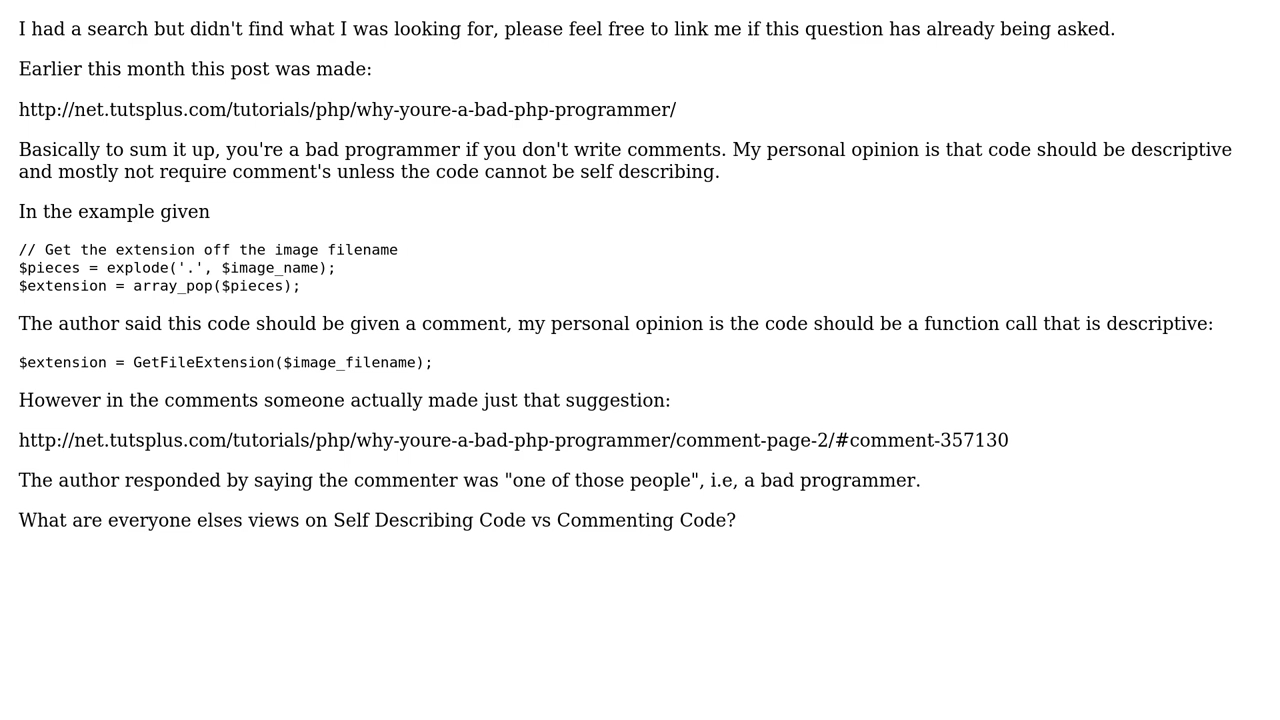 I had a search but didn't find what I was looking for, please feel free to link me if this question has already being asked.
Earlier this month this post was made:
http://net.tutsplus.com/tutorials/php/why-youre-a-bad-php-programmer/
Basically to sum it up, you're a bad programmer if you don't write comments. My personal opinion is that code should be descriptive
and mostly not require comment's unless the code cannot be self describing.
In the example given
// Get the extension off the image filename
$pieces = explode('.', $image_name);
$extension = array_pop($pieces);
The author said this code should be given a comment, my personal opinion is the code should be a function call that is descriptive:
$extension = GetFileExtension($image_filename);
However in the comments someone actually made just that suggestion:
http://net.tutsplus.com/tutorials/php/why-youre-a-bad-php-programmer/comment-page-2/#comment-357130
The author responded by saying the commenter was "one of those people", i.e, a bad programmer.
What are everyone elses views on Self Describing Code vs Commenting Code?